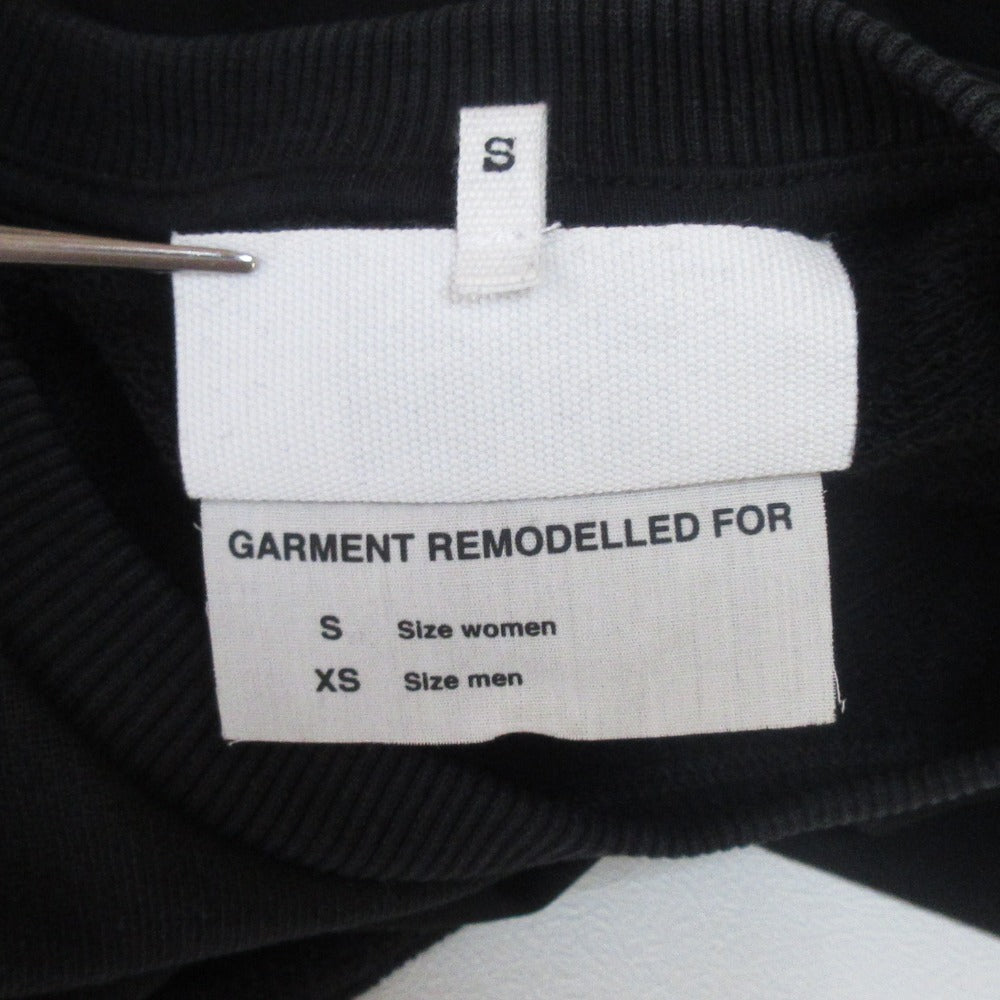 S
GARMENT REMODELLED FOR
S Size women
XS Size men